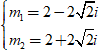 m₁ = 2 − 2√2i
m₂ = 2 + 2√2i